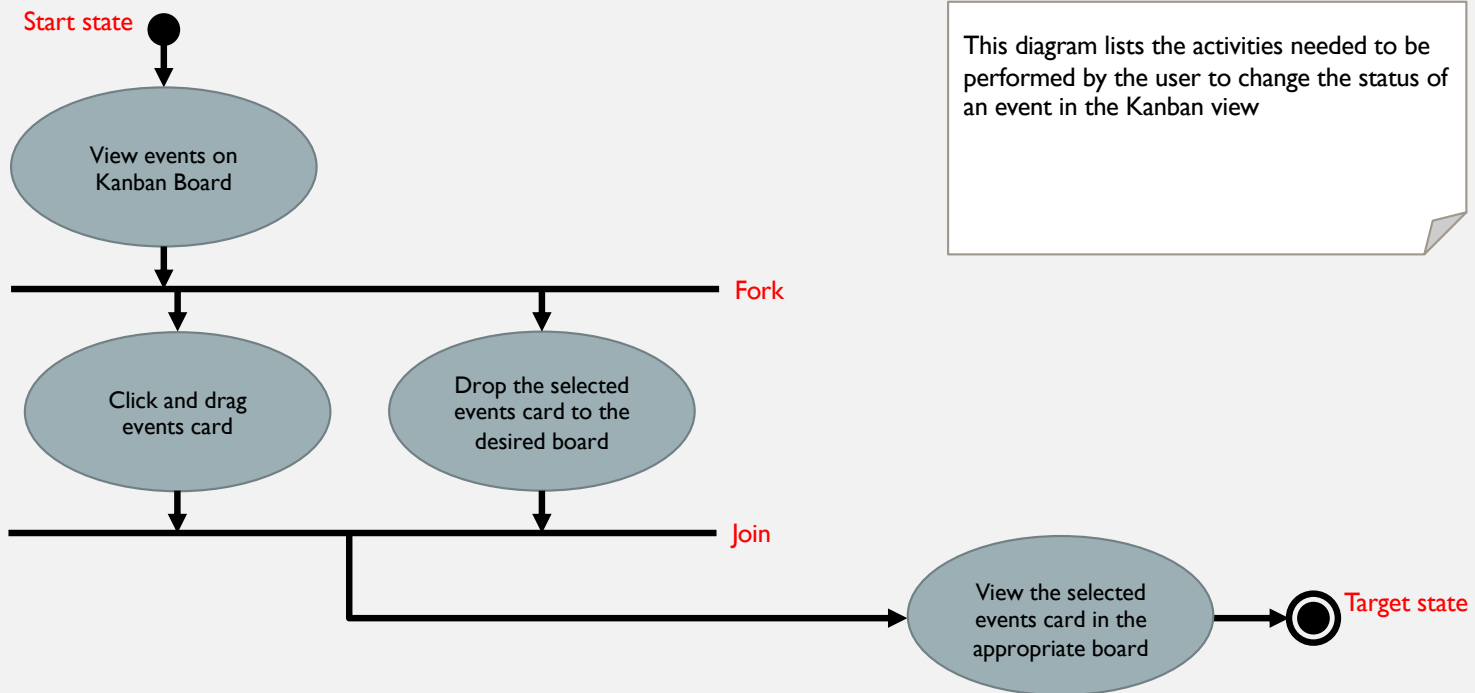 Start state
This diagram lists the activities needed to be
performed by the user to change the status of
an event in the Kanban view
View events on
Kanban Board
Fork
Click and drag
events card
Drop the selected
events card to the
desired board
Join
View the selected
events card in the
appropriate board
Target state